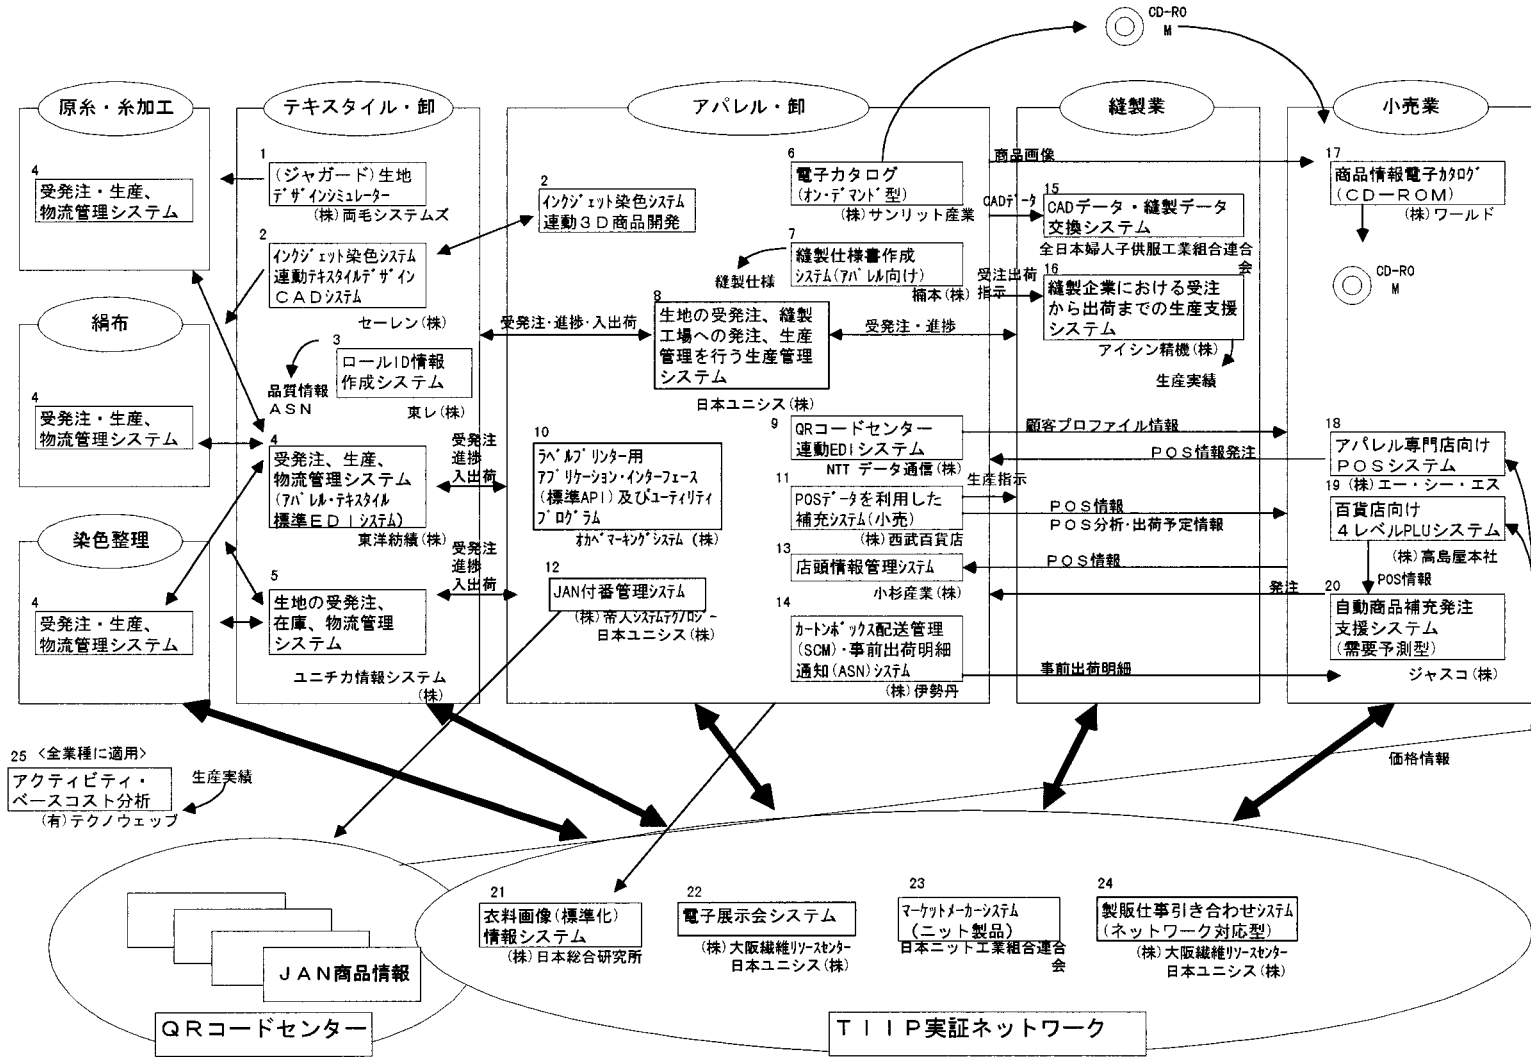 CD-RO
M
原糸・糸加工
テキスタイル・卸
アパレル・卸
縫製業
小売業
4
受発注・生産、
物流管理システム
絹布
4
受発注・生産、
物流管理システム
染色整理
4
受発注・生産、
物流管理システム
1
(ジャガード)生地
デザインシミュレーター
(株)両毛システムズ
2
インクジェット染色システム
連動テキスタイルデザイン
CADシステム
セーレン(株)
3
ロールID情報
作成システム
東レ(株)
品質情報
ASN
4
受発注、生産、
物流管理システム
(アパレル・テキスタイル
標準EDIシステム)
東洋紡績(株)
5
生地の受発注、
在庫、物流管理
システム
ユニチカ情報システム
(株)
受発注・進捗・入出荷
受発注
進捗
入出荷
受発注
進捗
入出荷
2
インクジェット染色システム
連動3D商品開発
6
電子カタログ
(オン・デマンド型)
(株)サンリット産業
7
縫製仕様書作成
システム(アパレル向け)
楠本(株)
縫製仕様
8
生地の受発注、縫製
工場への発注、生産
管理を行う生産管理
システム
日本ユニシス(株)
9
QRコードセンター
連動EDIシステム
NTT データ通信(株)
10
ラベルプリンター用
アプリケーション・インターフェース
(標準API)及びユーティリティ
プログラム
オカベマーキングシステム (株)
11
POSデータを利用した
補充システム(小売)
(株)西武百貨店
12
JAN付番管理システム
(株)帝人システムテクノロジー
日本ユニシス(株)
13
店頭情報管理システム
小杉産業(株)
14
カートンボックス配送管理
(SCM)・事前出荷明細
通知(ASN)システム
(株)伊勢丹
商品画像
CADデータ
15
CADデータ・縫製データ
交換システム
全日本婦人子供服工業組合連合
会
受注出荷
指示
16
縫製企業における受注
から出荷までの生産支援
システム
アイシン精機(株)
生産実績
受発注・進捗
顧客プロファイル情報
POS情報発注
生産指示
POS情報
POS分析・出荷予定情報
POS情報
発注
事前出荷明細
17
商品情報電子カタログ
(CD-ROM)
(株)ワールド
CD-RO
M
18
アパレル専門店向け
POSシステム
(株)エー・シー・エス
19
百貨店向け
4レベルPLUシステム
(株)高島屋本社
POS情報
20
自動商品補充発注
支援システム
(需要予測型)
ジャスコ(株)
価格情報
25 <全業種に適用>
アクティビティ・
ベースコスト分析
(有)テクノウェッブ
生産実績
JAN商品情報
QRコードセンター
21
衣料画像(標準化)
情報システム
(株)日本総合研究所
22
電子展示会システム
(株)大阪繊維リソースセンター
日本ユニシス(株)
23
マーケットメーカーシステム
(ニット製品)
日本ニット工業組合連合
会
24
製販仕事引き合わせシステム
(ネットワーク対応型)
(株)大阪繊維リソースセンター
日本ユニシス(株)
TIIP実証ネットワーク